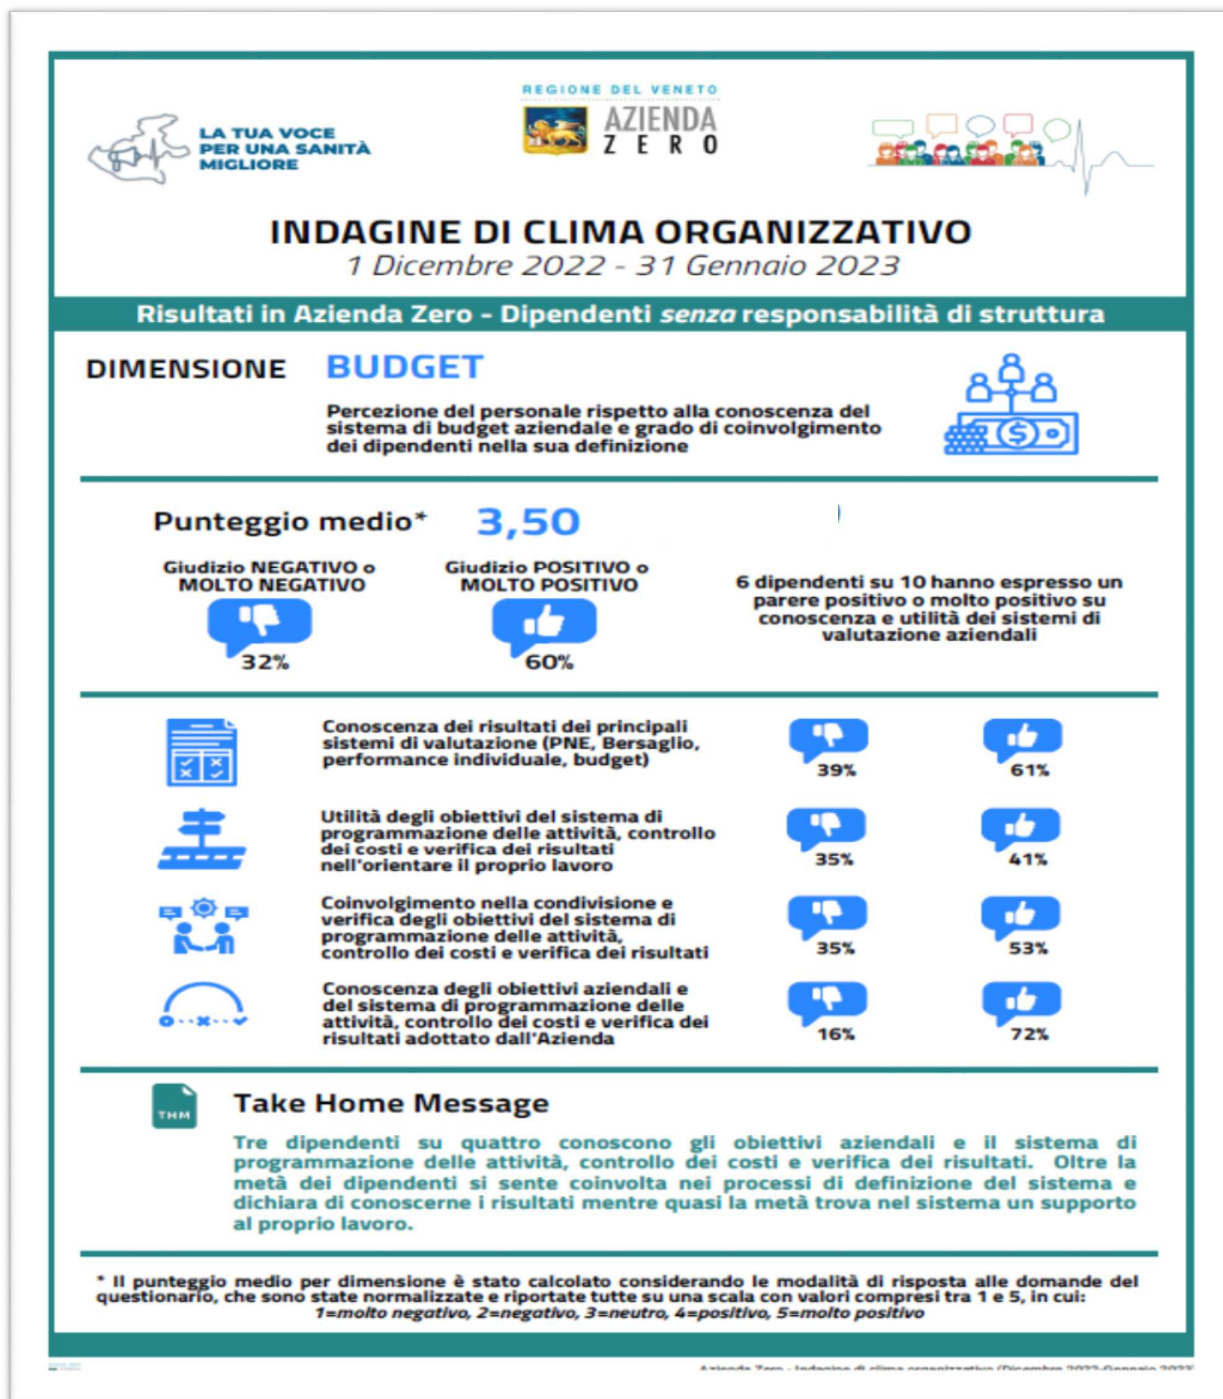 REGIONE DEL VENETO
AZIENDA
ZERO
LA TUA VOCE
PER UNA SANITÀ
MIGLIORE
INDAGINE DI CLIMA ORGANIZZATIVO
1 Dicembre 2022 - 31 Gennaio 2023
Risultati in Azienda Zero - Dipendenti senza responsabilità di struttura
DIMENSIONE BUDGET
Percezione del personale rispetto alla conoscenza del
sistema di budget aziendale e grado di coinvolgimento
dei dipendenti nella sua definizione
Punteggio medio* 3,50
Giudizio NEGATIVO o
MOLTO NEGATIVO
32%
Giudizio POSITIVO o
MOLTO POSITIVO
60%
6 dipendenti su 10 hanno espresso un
parere positivo o molto positivo su
conoscenza e utilità dei sistemi di
valutazione aziendali
Conoscenza dei risultati dei principali
sistemi di valutazione (PNE, Bersaglio,
performance individuale, budget)
39% 61%
Utilità degli obiettivi del sistema di
programmazione delle attività, controllo
dei costi e verifica dei risultati
nell'orientare il proprio lavoro
35% 41%
Coinvolgimento nella condivisione e
verifica degli obiettivi del sistema di
programmazione delle attività,
controllo dei costi e verifica dei risultati
35% 53%
Conoscenza degli obiettivi aziendali e
del sistema di programmazione delle
attività, controllo dei costi e verifica dei
risultati adottato dall'Azienda
16% 72%
THM
Take Home Message
Tre dipendenti su quattro conoscono gli obiettivi aziendali e il sistema di
programmazione delle attività, controllo dei costi e verifica dei risultati. Oltre la
metà dei dipendenti si sente coinvolta nei processi di definizione del sistema e
dichiara di conoscerne i risultati mentre quasi la metà trova nel sistema un supporto
al proprio lavoro.
* Il punteggio medio per dimensione è stato calcolato considerando le modalità di risposta alle domande del
questionario, che sono state normalizzate e riportate tutte su una scala con valori compresi tra 1 e 5, in cui:
1=molto negativo, 2=negativo, 3=neutro, 4=positivo, 5=molto positivo
Azienda Zero - Indagine di clima organizzativo (Dicembre 2022-Gennaio 2023)